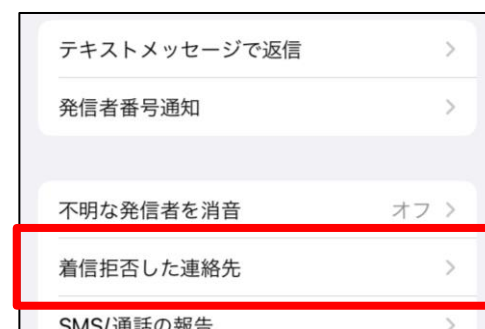 テキストメッセージで返信
発信者番号通知
不明な発信者を消音 オフ
着信拒否した連絡先
SMS/通話の報告